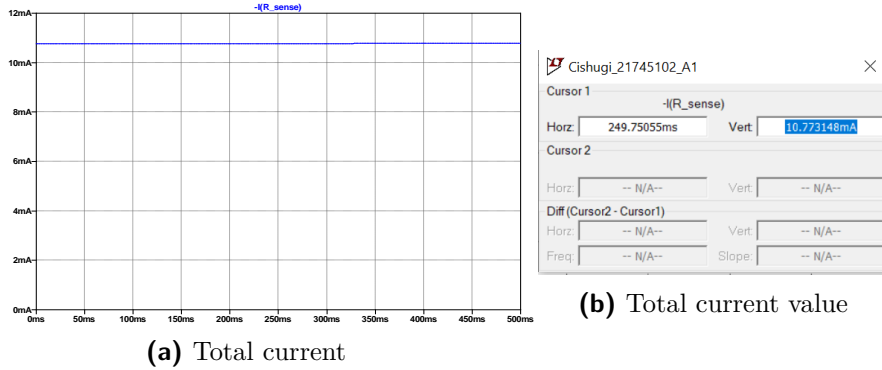 -I(R_sense)
12mA
10mA
8mA
6mA
4mA
2mA
0mA
0ms 50ms 100ms 150ms 200ms 250ms 300ms 350ms 400ms 450ms 500ms
(a) Total current
Cishugi_21745102_A1
Cursor 1
-I(R_sense)
Horz: 249.75055ms Vert: 10.773148mA
Cursor 2
Horz: -- N/A-- Vert: -- N/A--
Diff (Cursor2 - Cursor1)
Horz: -- N/A-- Vert: -- N/A--
Freq: -- N/A-- Slope: -- N/A--
(b) Total current value